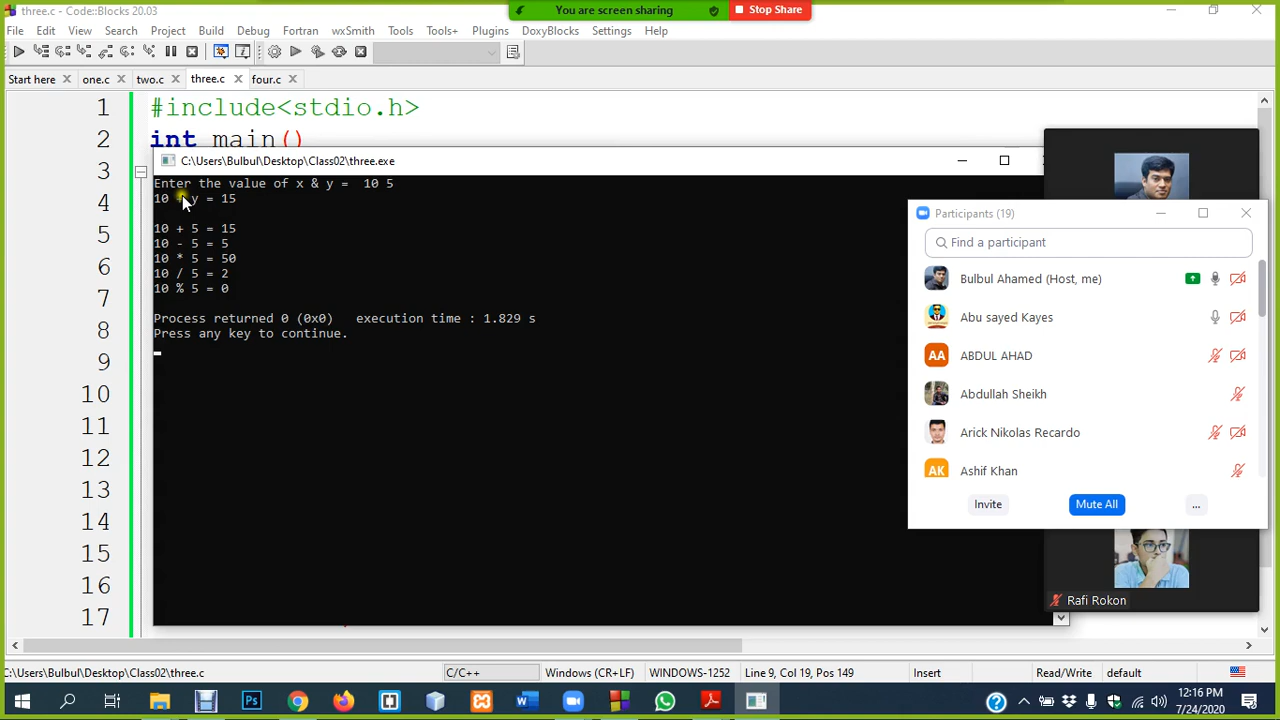 three.c - Code::Blocks 20.03
You are screen sharing
Stop Share
File Edit View Search Project Build Debug Fortran wxSmith Tools Tools+ Plugins DoxyBlocks Settings Help
Start here one.c two.c three.c four.c
1 #include<stdio.h>
2 int main()
3
4
5
6
7
8
9
10
11
12
13
14
15
16
17
C:\Users\Bulbul\Desktop\Class02\three.exe
Enter the value of x & y =  10 5
10 + y = 15
10 + 5 = 15
10 - 5 = 5
10 * 5 = 50
10 / 5 = 2
10 % 5 = 0
Process returned 0 (0x0)   execution time : 1.829 s
Press any key to continue.
Participants (19)
Find a participant
Bulbul Ahamed (Host, me)
Abu sayed Kayes
AA ABDUL AHAD
Abdullah Sheikh
Arick Nikolas Recardo
AK Ashif Khan
Invite Mute All ...
Rafi Rokon
C:\Users\Bulbul\Desktop\Class02\three.c C/C++ Windows (CR+LF) WINDOWS-1252 Line 9, Col 19, Pos 149 Insert Read/Write default
12:16 PM
7/24/2020